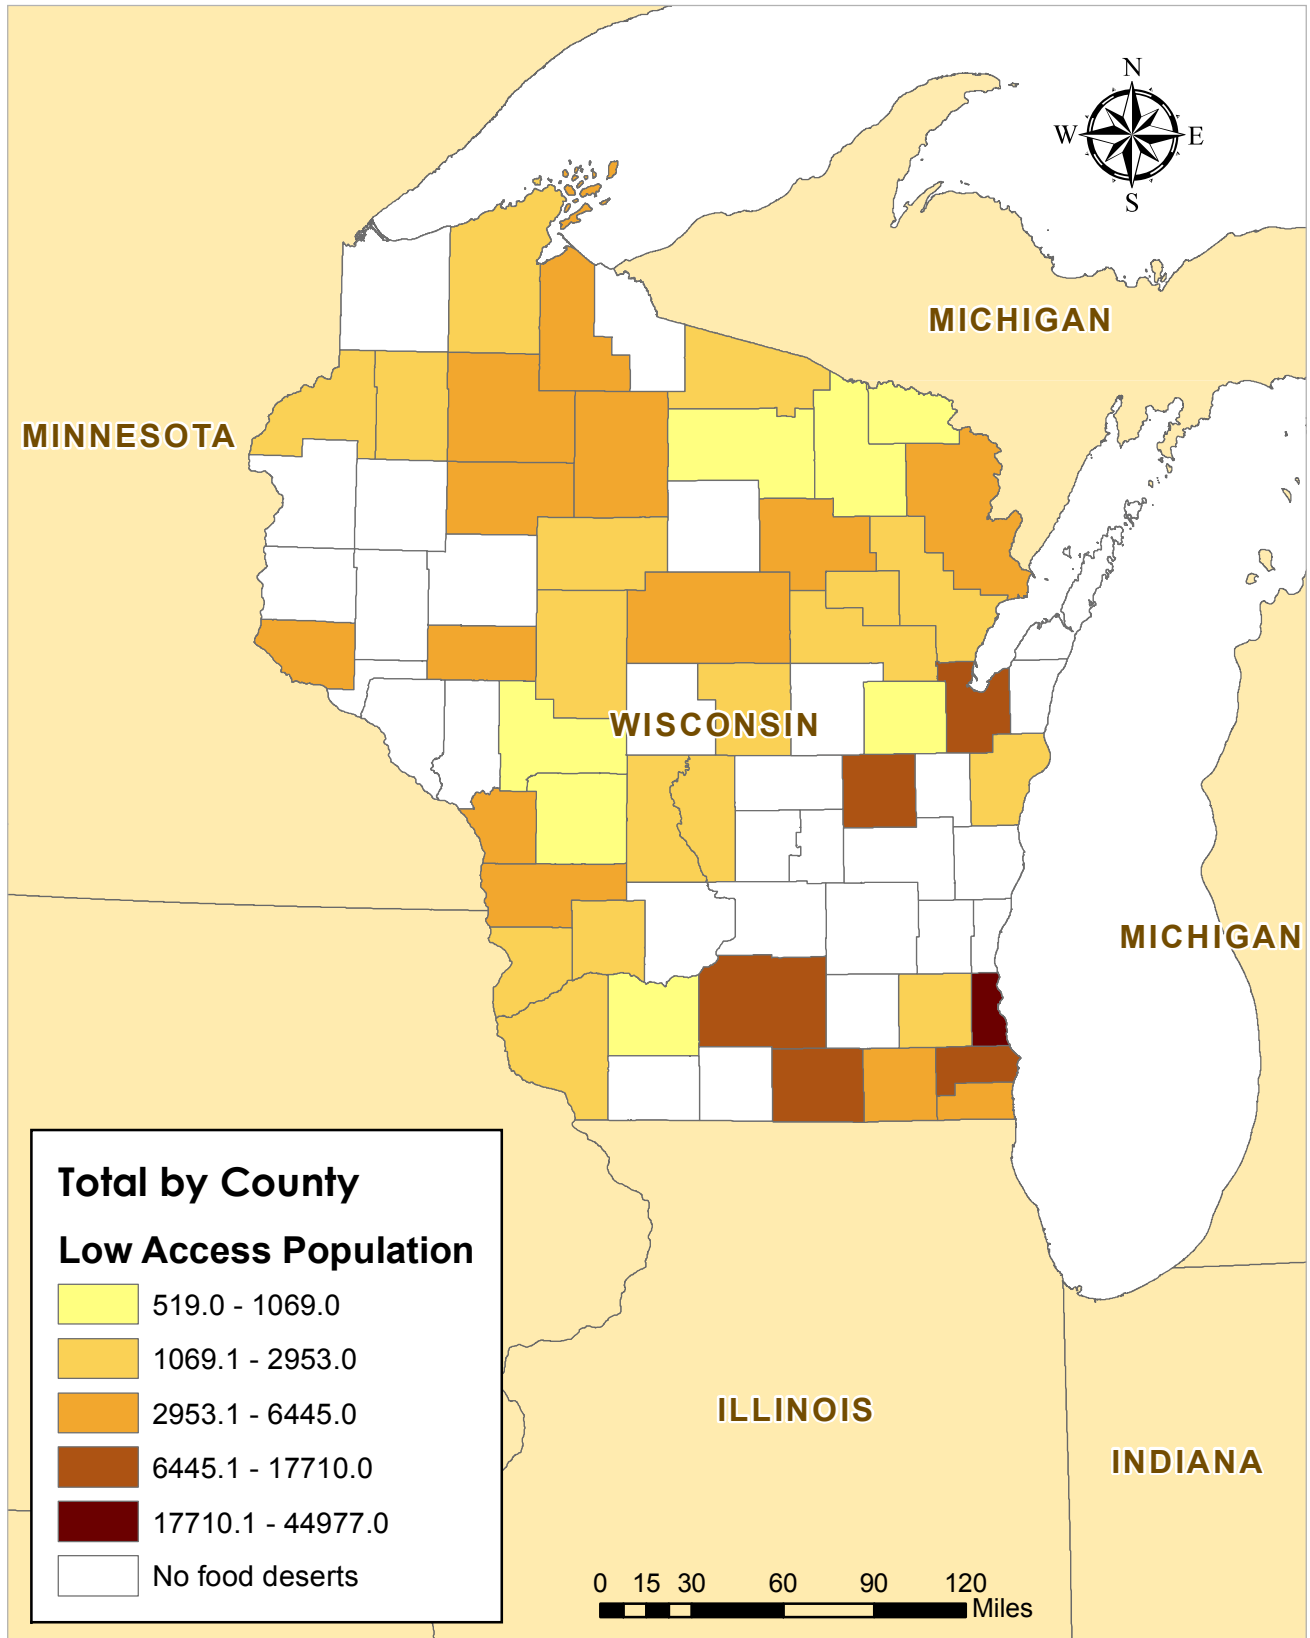 N
W E
S
MICHIGAN
MINNESOTA
WISCONSIN
MICHIGAN
Total by County
Low Access Population
519.0 - 1069.0
1069.1 - 2953.0
2953.1 - 6445.0
6445.1 - 17710.0
17710.1 - 44977.0
No food deserts
ILLINOIS
INDIANA
0 15 30 60 90 120
Miles